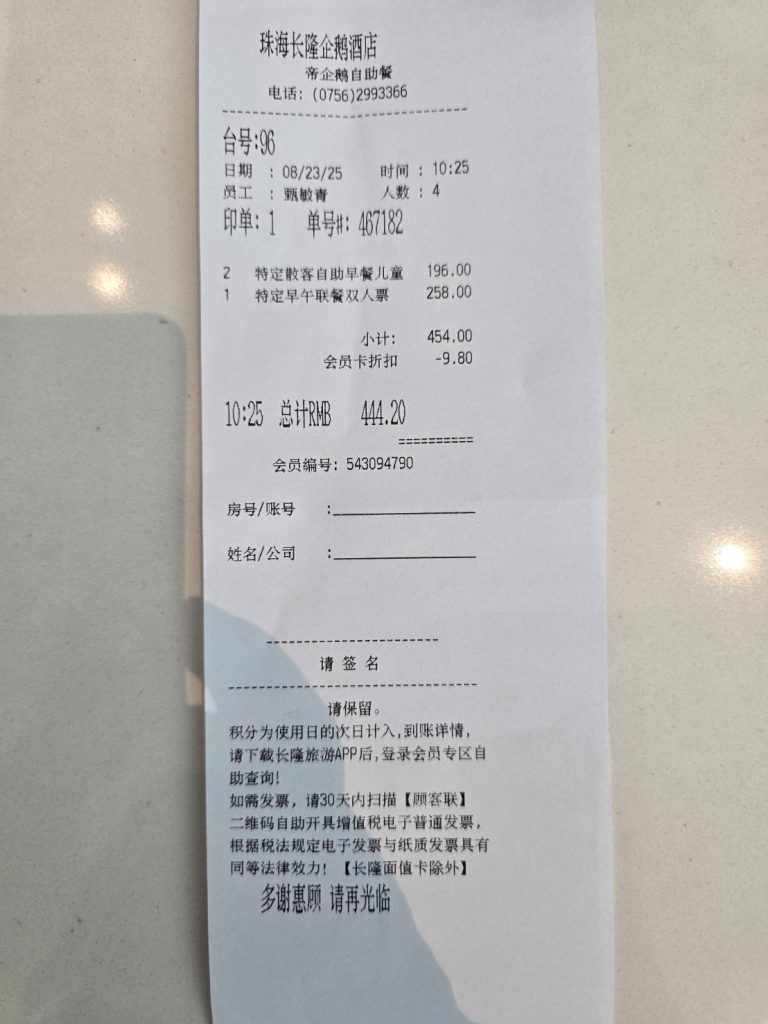 珠海长隆企鹅酒店
帝企鹅自助餐
电话: (0756)2993366
台号:96
日期 : 08/23/25 时间 : 10:25
员工 : 甄敏青 人数 : 4
印单: 1 单号#: 467182
2 特定散客自助早餐儿童 196.00
1 特定早午联餐双人票 258.00
小计: 454.00
会员卡折扣 -9.80
10:25 总计RMB 444.20
==========
会员编号: 543094790
房号/账号 :
姓名/公司 :
请 签 名
请保留。
积分为使用日的次日计入,到账详情,
请下载长隆旅游APP后,登录会员专区自
助查询!
如需发票, 请30天内扫描【顾客联】
二维码自助开具增值税电子普通发票,
根据税法规定电子发票与纸质发票具有
同等法律效力! 【长隆面值卡除外】
多谢惠顾 请再光临